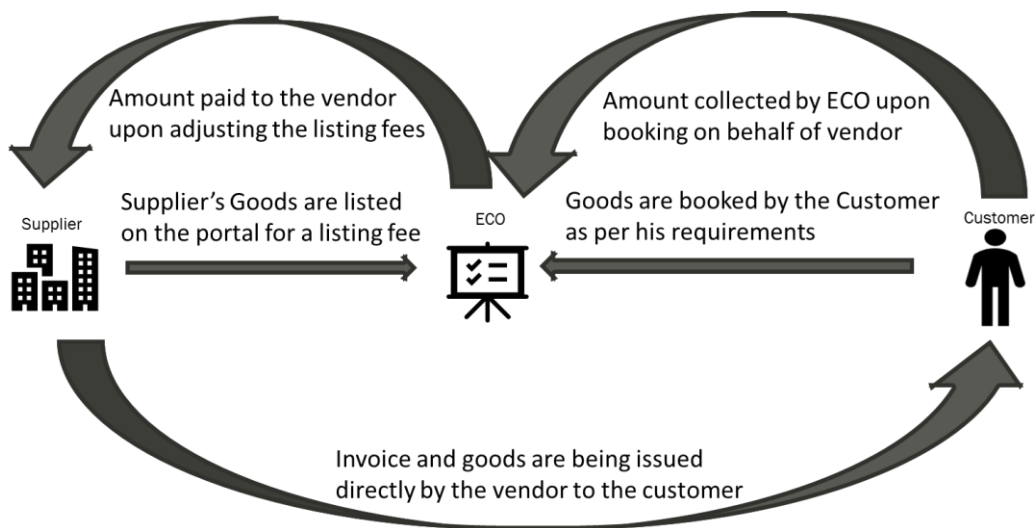 Amount paid to the vendor
upon adjusting the listing fees
Amount collected by ECO upon
booking on behalf of vendor
Supplier
Supplier's Goods are listed
on the portal for a listing fee
ECO
Goods are booked by the Customer
as per his requirements
Customer
Invoice and goods are being issued
directly by the vendor to the customer